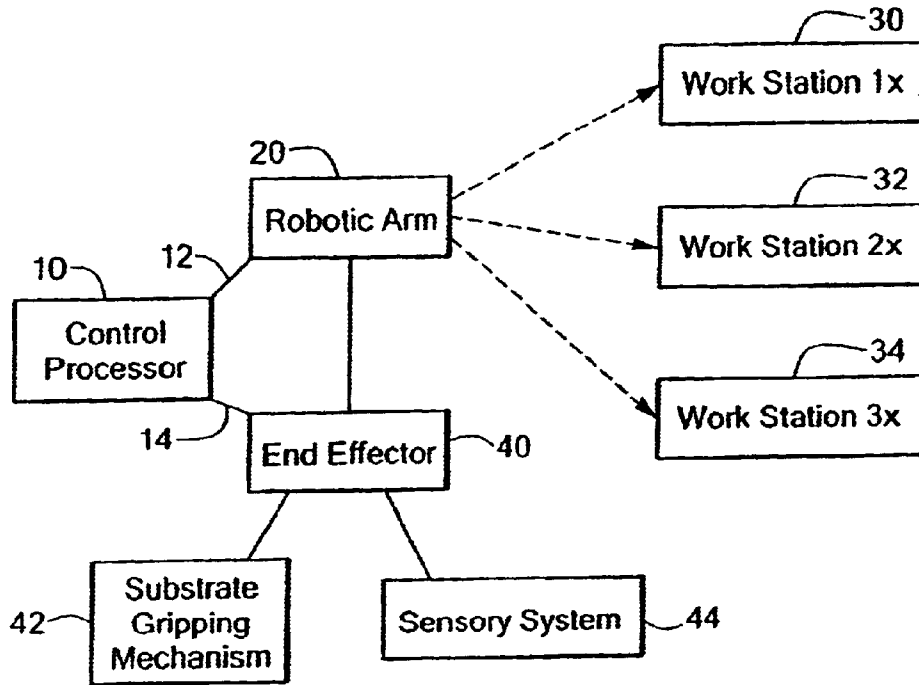 30
Work Station 1x
20
32
Robotic Arm
Work Station 2x
12
10
Control
Processor
34
Work Station 3x
14
End Effector
40
42
Substrate
Gripping
Mechanism
Sensory System
44